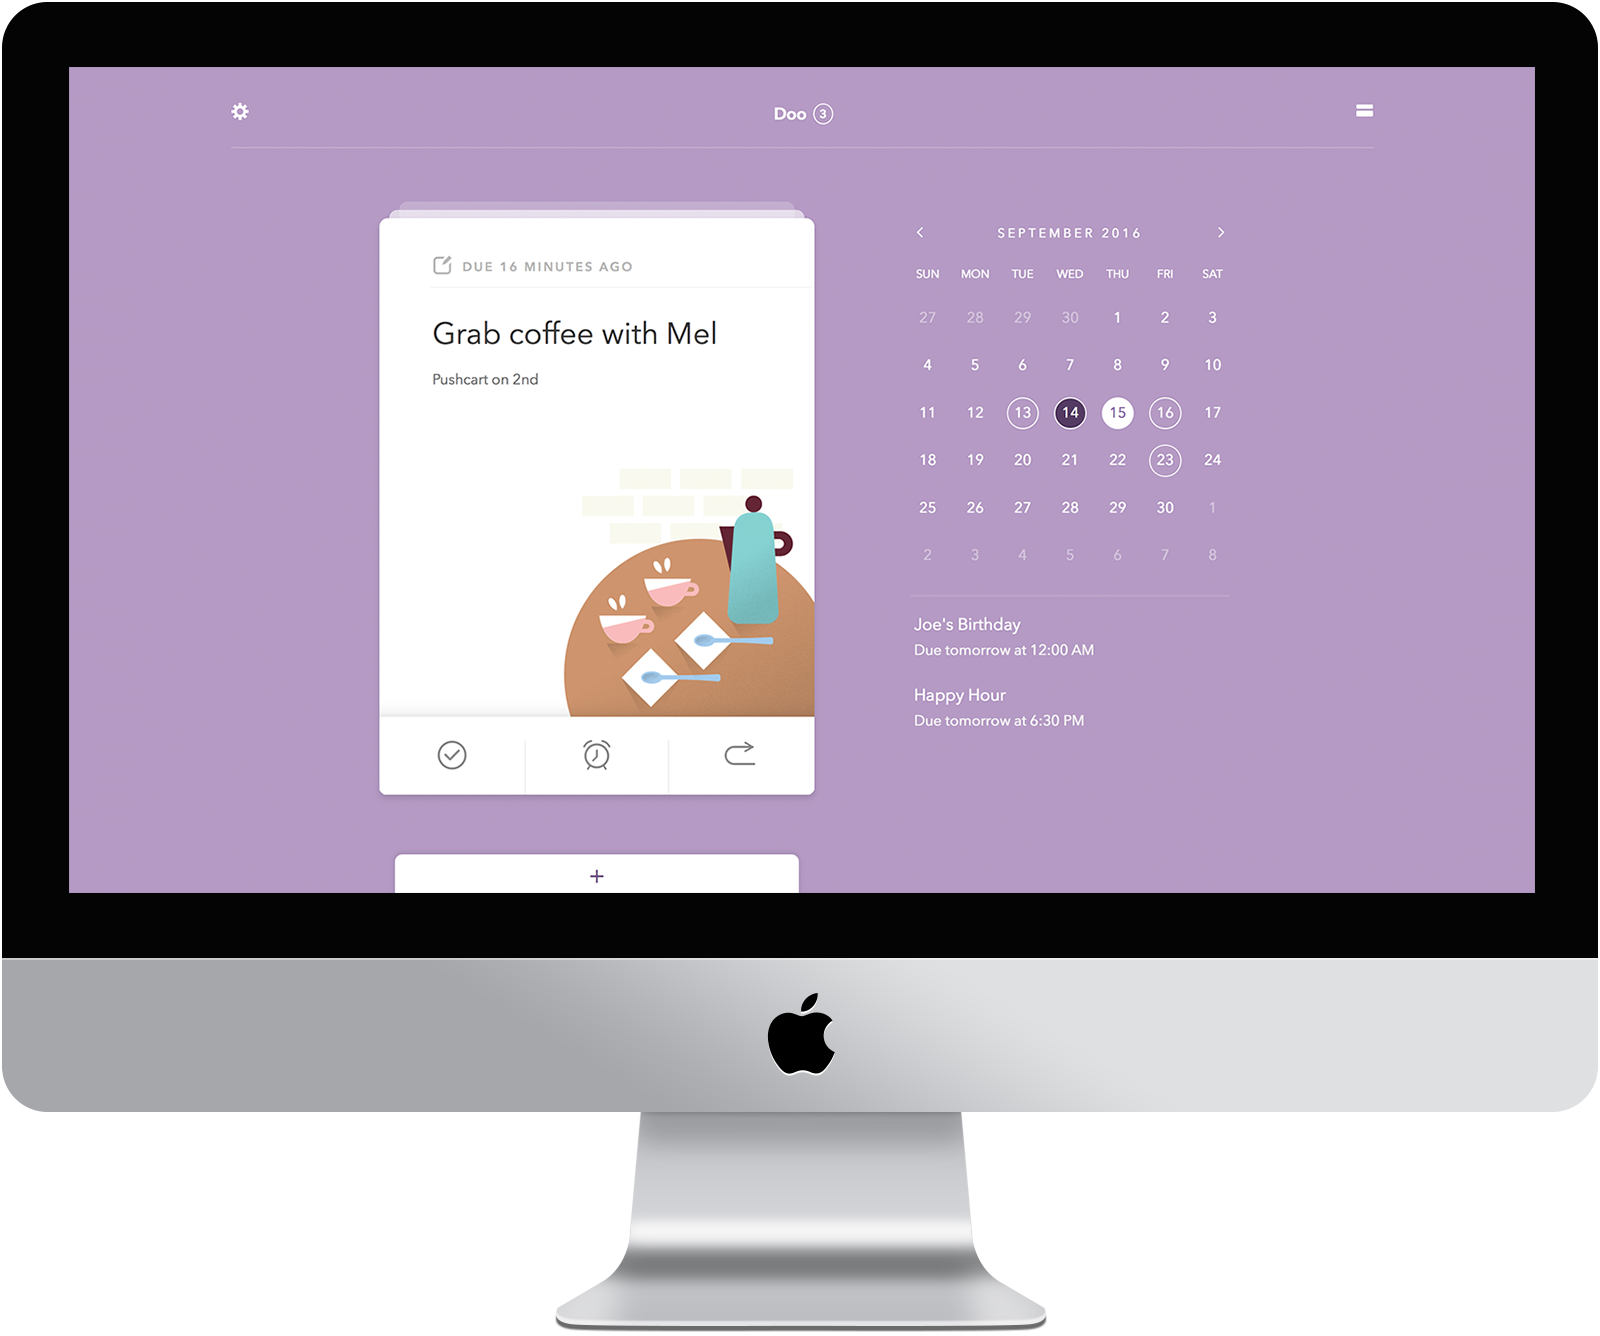 Doo 3
DUE 16 MINUTES AGO
Grab coffee with Mel
Pushcart on 2nd
+
SEPTEMBER 2016
SUN MON TUE WED THU FRI SAT
27 28 29 30 1 2 3
4 5 6 7 8 9 10
11 12 13 14 15 16 17
18 19 20 21 22 23 24
25 26 27 28 29 30 1
2 3 4 5 6 7 8
Joe's Birthday
Due tomorrow at 12:00 AM
Happy Hour
Due tomorrow at 6:30 PM